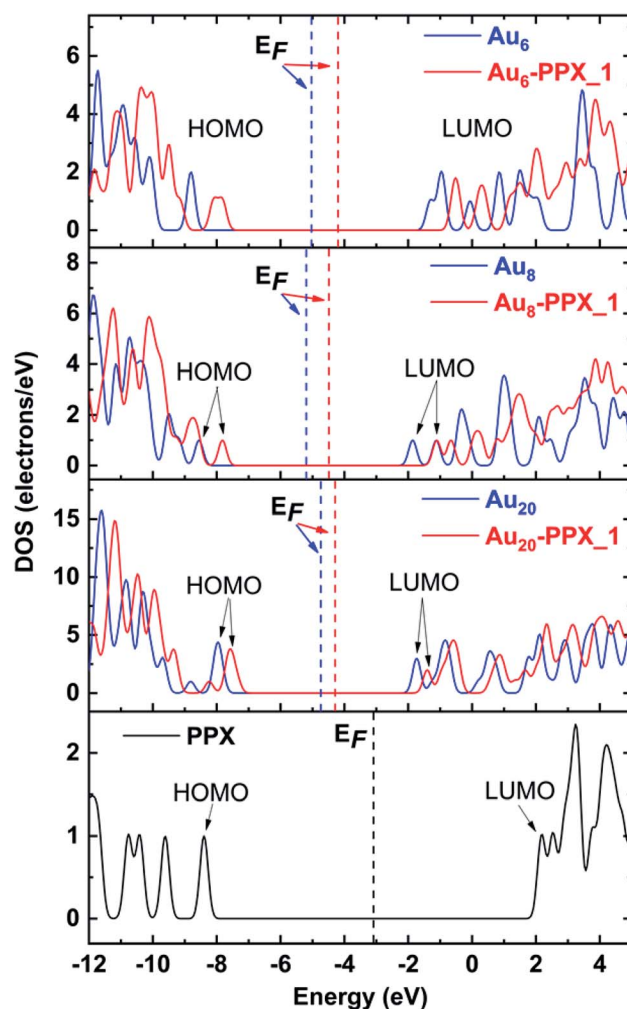 DOS (electrons/eV)
6
4
2
0
E_F
HOMO
LUMO
Au₆
Au₆-PPX_1
8
6
4
2
0
E_F
HOMO
LUMO
Au₈
Au₈-PPX_1
15
10
5
0
E_F
HOMO
LUMO
Au₂₀
Au₂₀-PPX_1
2
1
0
PPX
E_F
HOMO
LUMO
-12 -10 -8 -6 -4 -2 0 2 4
Energy (eV)